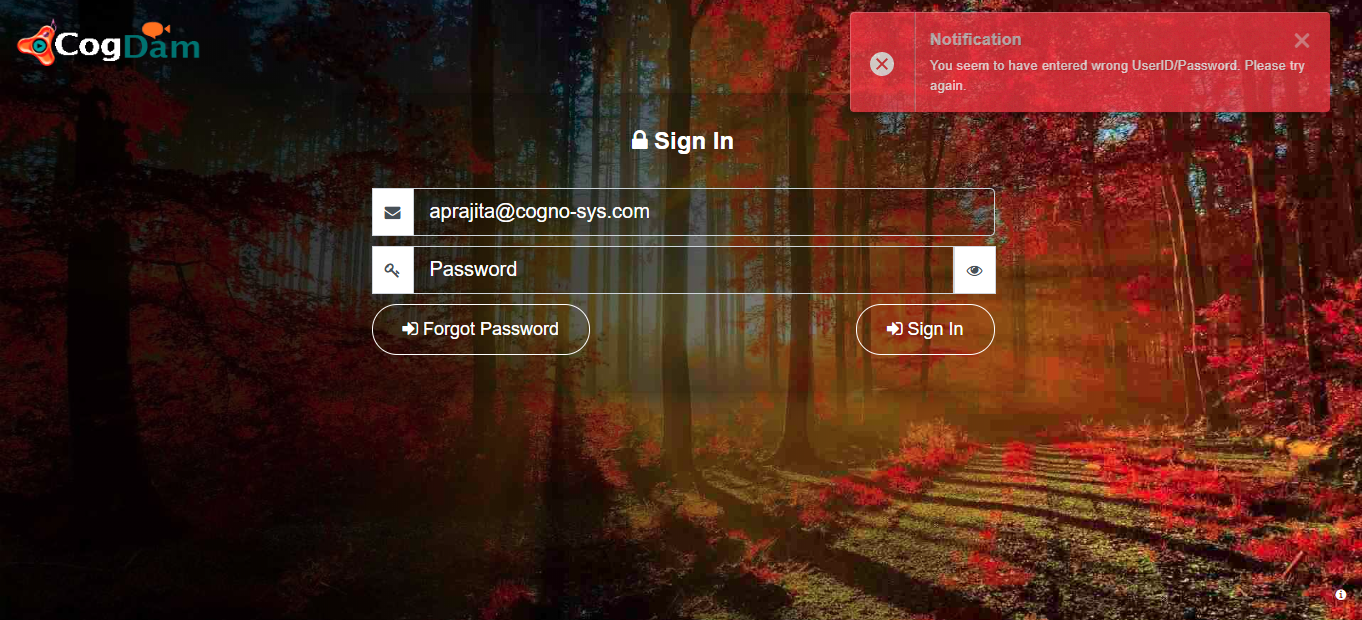 CogDam
Notification
You seem to have entered wrong UserID/Password. Please try
again.
Sign In
aprajita@cogno-sys.com
Password
Forgot Password
Sign In